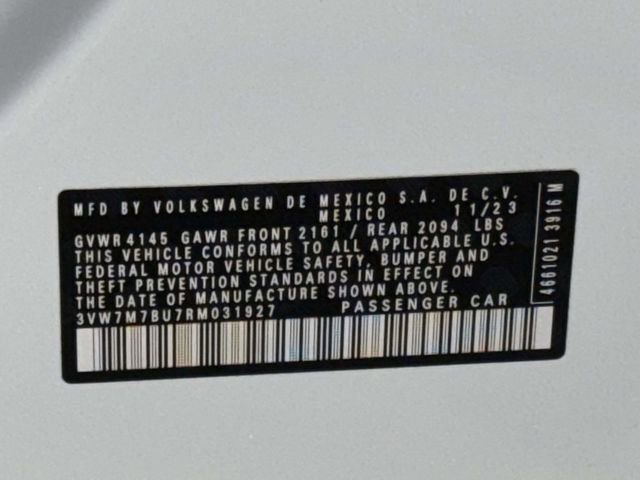 MFD BY VOLKSWAGEN DE MEXICO S.A. DE C.V.
MEXICO 11/23
GVWR 4145 GAWR FRONT 2161 / REAR 2094 LBS
THIS VEHICLE CONFORMS TO ALL APPLICABLE U.S.
FEDERAL MOTOR VEHICLE SAFETY, BUMPER AND
THEFT PREVENTION STANDARDS IN EFFECT ON
THE DATE OF MANUFACTURE SHOWN ABOVE.
3VW7M7BU7RM031927 PASSENGER CAR
4661021 3916 M